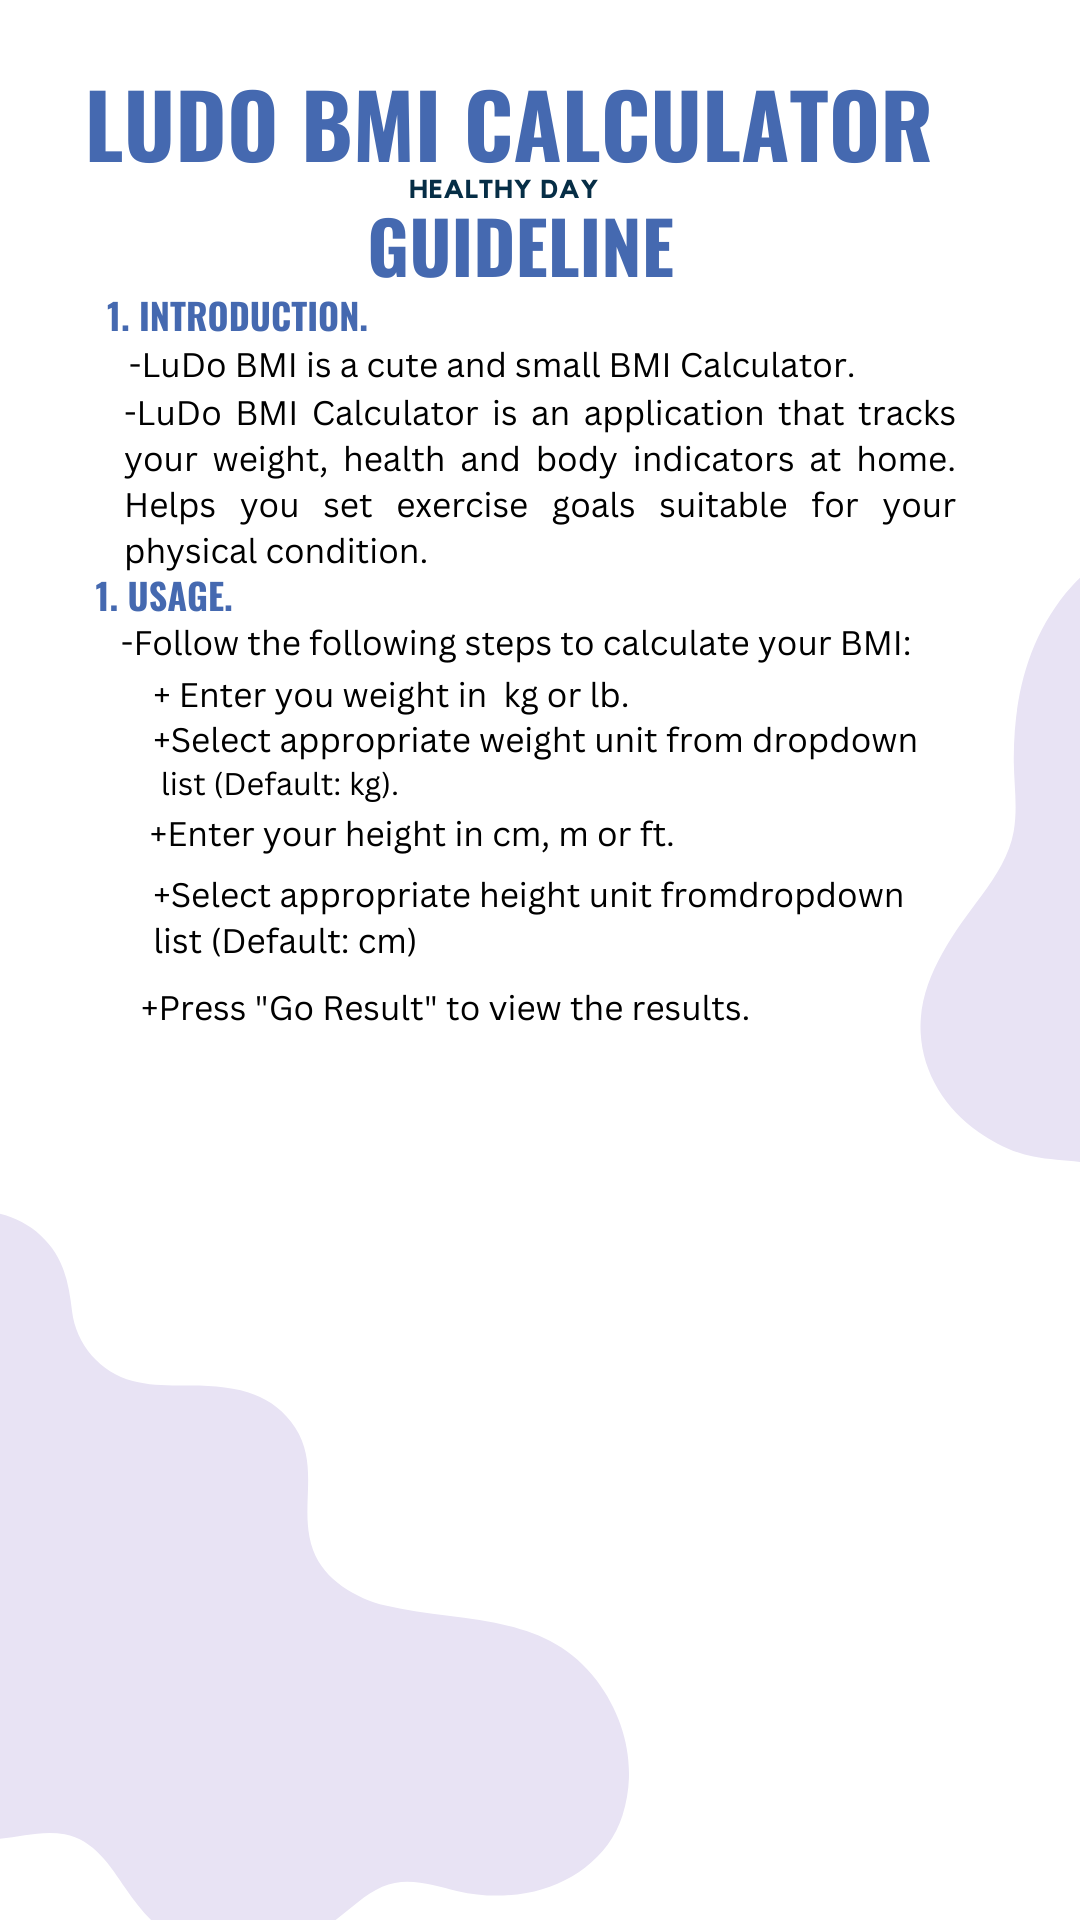 LUDO BMI CALCULATOR
HEALTHY DAY
GUIDELINE
1. INTRODUCTION.
-LuDo BMI is a cute and small BMI Calculator.
-LuDo BMI Calculator is an application that tracks
your weight, health and body indicators at home.
Helps you set exercise goals suitable for your
physical condition.
1. USAGE.
-Follow the following steps to calculate your BMI:
+ Enter you weight in  kg or lb.
+Select appropriate weight unit from dropdown
list (Default: kg).
+Enter your height in cm, m or ft.
+Select appropriate height unit fromdropdown
list (Default: cm)
+Press "Go Result" to view the results.